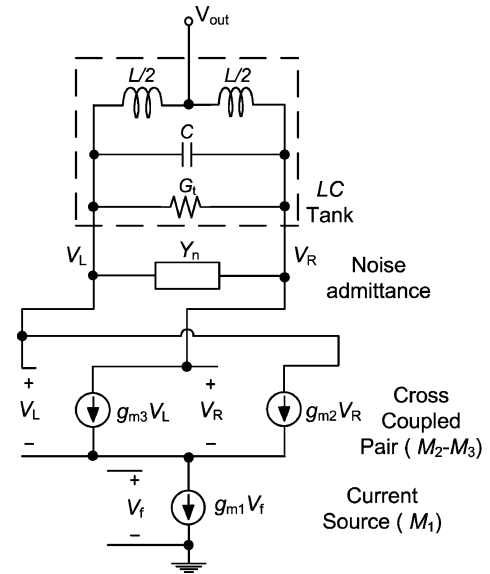 Vout
L/2 L/2
C
Gt
LC
Tank
VL Yn VR
Noise
admittance
+ +
VL gm3VL VR gm2VR
− −
Cross
Coupled
Pair ( M2-M3)
+
Vf gm1Vf
−
Current
Source ( M1)